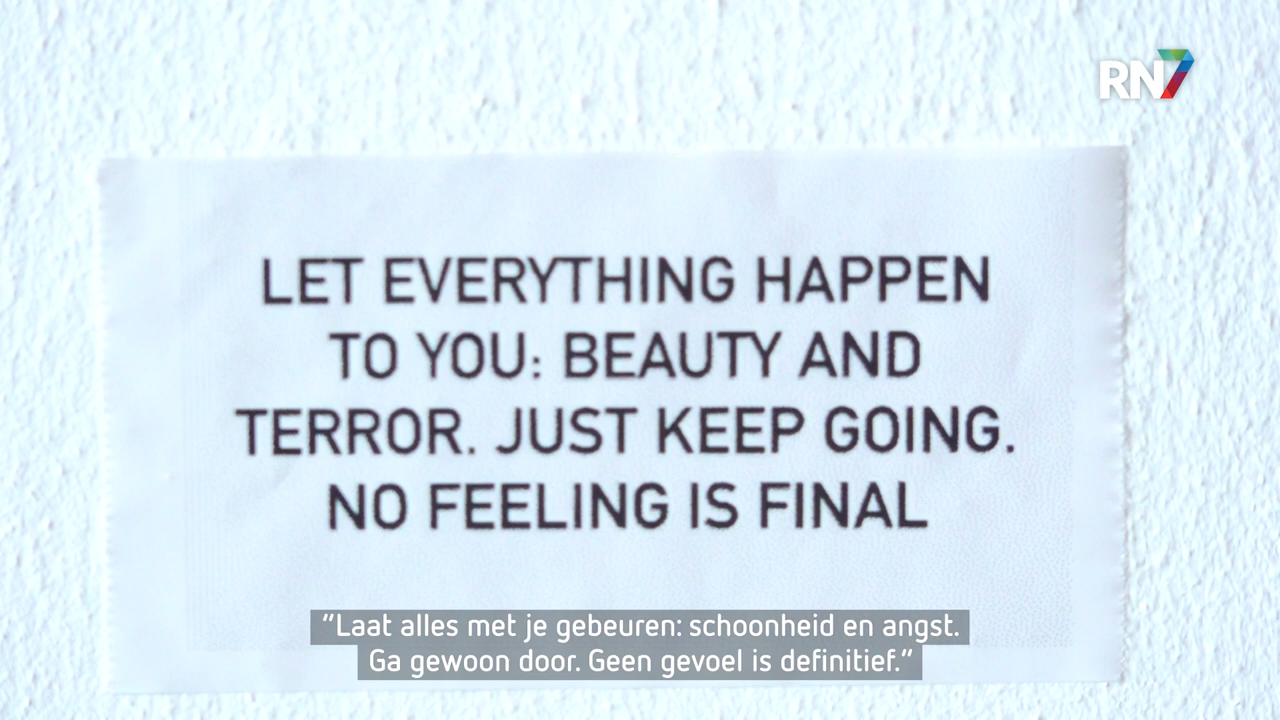 RN7
LET EVERYTHING HAPPEN
TO YOU: BEAUTY AND
TERROR. JUST KEEP GOING.
NO FEELING IS FINAL
“Laat alles met je gebeuren: schoonheid en angst.
Ga gewoon door. Geen gevoel is definitief.“